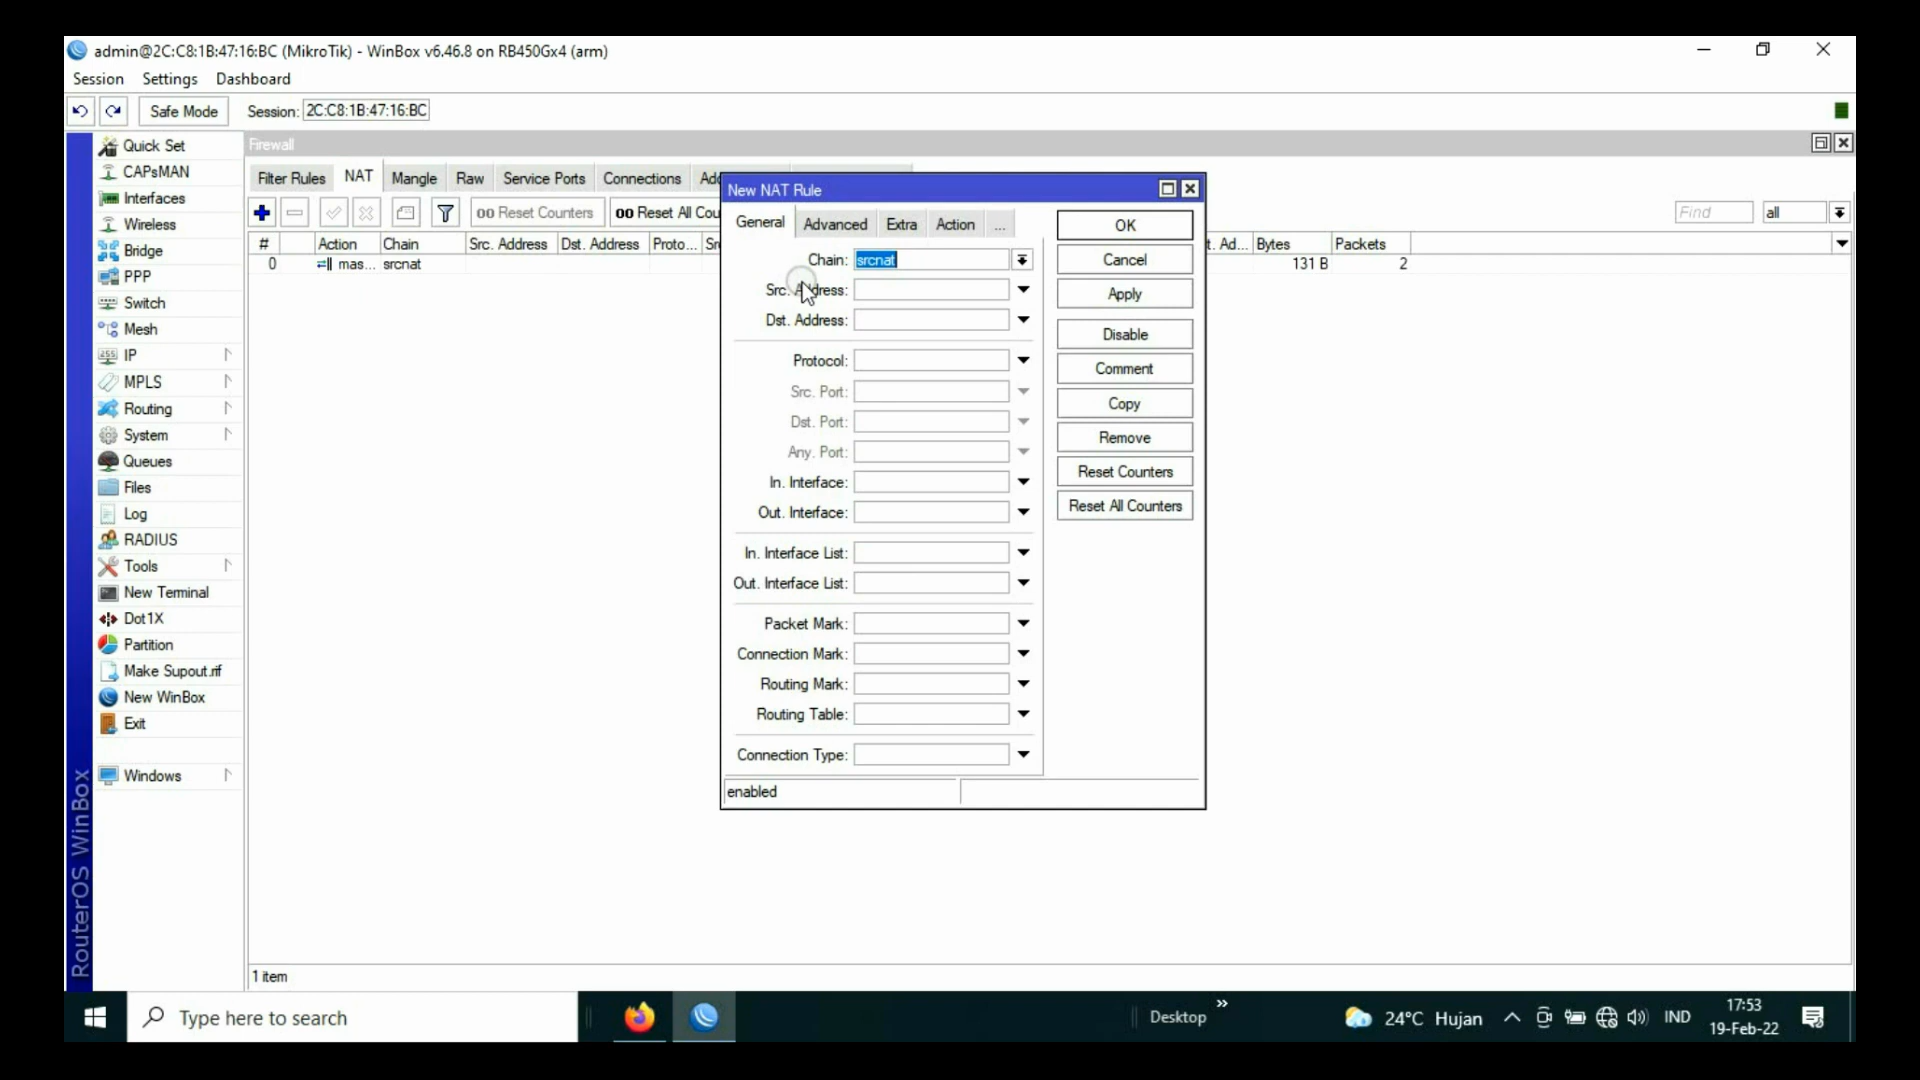 admin@2C:C8:1B:47:16:BC (MikroTik) - WinBox v6.46.8 on RB450Gx4 (arm)
Session Settings Dashboard
Safe Mode Session: 2C:C8:1B:47:16:BC
Quick Set
CAPsMAN
Interfaces
Wireless
Bridge
PPP
Switch
Mesh
IP
MPLS
Routing
System
Queues
Files
Log
RADIUS
Tools
New Terminal
Dot1X
Partition
Make Supout.rif
New WinBox
Exit
Windows
RouterOS WinBox
Firewall
Filter Rules NAT Mangle Raw Service Ports Connections
00 Reset Counters 00 Reset All Cou
Find all
# Action Chain Src. Address Dst. Address Proto... t. Ad... Bytes Packets
0 mas... srcnat 131 B 2
1 item
New NAT Rule
General Advanced Extra Action ...
Chain: srcnat
Src. Address:
Dst. Address:
Protocol:
Src. Port:
Dst. Port:
Any. Port:
In. Interface:
Out. Interface:
In. Interface List:
Out. Interface List:
Packet Mark:
Connection Mark:
Routing Mark:
Routing Table:
Connection Type:
enabled
OK
Cancel
Apply
Disable
Comment
Copy
Remove
Reset Counters
Reset All Counters
Type here to search
Desktop
24°C Hujan
IND
17:53
19-Feb-22